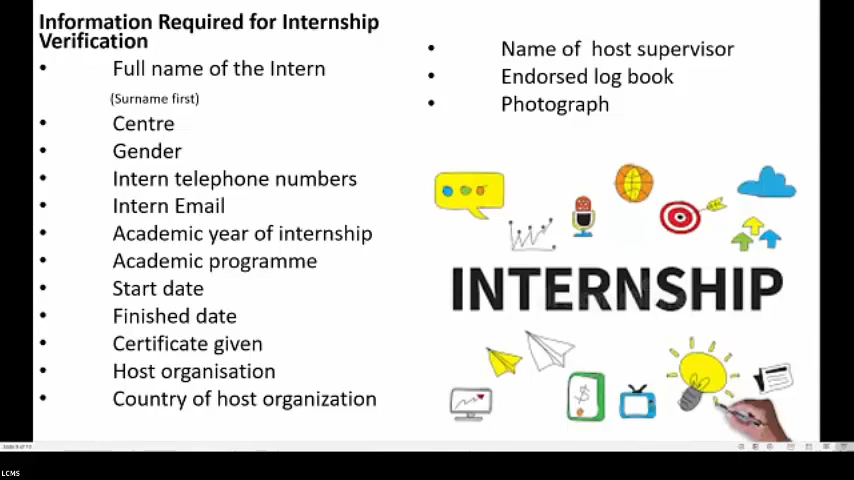 Information Required for Internship
Verification
• Full name of the Intern
(Surname first)
• Centre
• Gender
• Intern telephone numbers
• Intern Email
• Academic year of internship
• Academic programme
• Start date
• Finished date
• Certificate given
• Host organisation
• Country of host organization
• Name of  host supervisor
• Endorsed log book
• Photograph
$
INTERNSHIP
LCMS